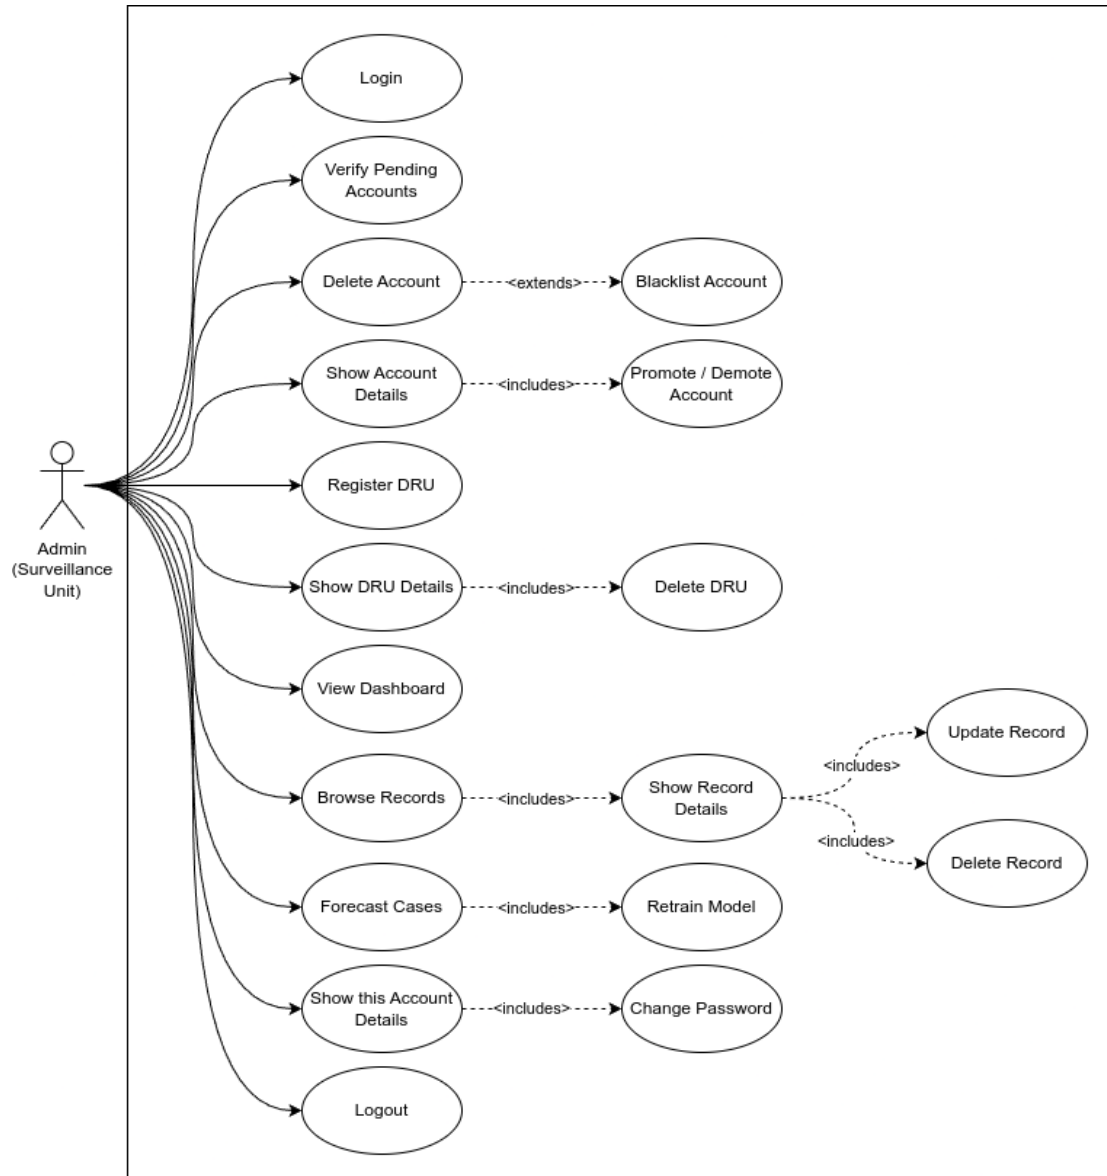 Login
Verify Pending
Accounts
Delete Account
<extends>
Blacklist Account
Show Account
Details
<includes>
Promote / Demote
Account
Register DRU
Admin
(Surveillance
Unit)
Show DRU Details
<includes>
Delete DRU
View Dashboard
Update Record
<includes>
Browse Records
<includes>
Show Record
Details
<includes>
Delete Record
Forecast Cases
<includes>
Retrain Model
Show this Account
Details
<includes>
Change Password
Logout